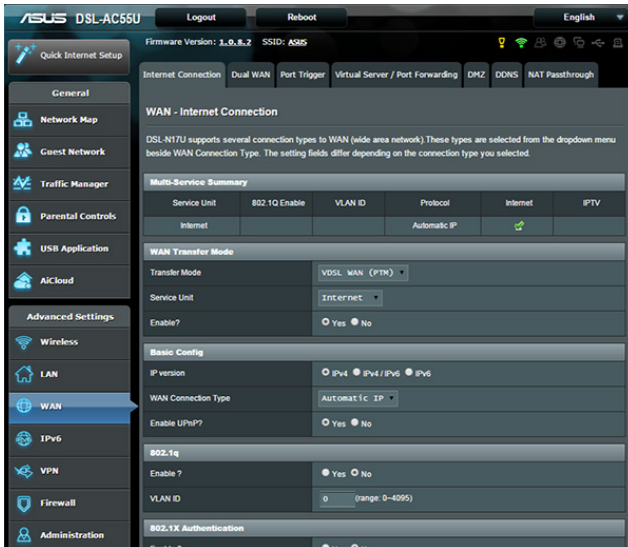 ASUS DSL-AC55U Logout Reboot English
Quick Internet Setup
Firmware Version: 1.0.8.2 SSID: ASUS
Internet Connection Dual WAN Port Trigger Virtual Server / Port Forwarding DMZ DDNS NAT Passthrough
General
Network Map
Guest Network
Traffic Manager
Parental Controls
USB Application
AiCloud
Advanced Settings
Wireless
LAN
WAN
IPv6
VPN
Firewall
Administration
WAN - Internet Connection
DSL-N17U supports several connection types to WAN (wide area network).These types are selected from the dropdown menu
beside WAN Connection Type. The setting fields differ depending on the connection type you selected.
Multi-Service Summary
Service Unit 802.1Q Enable VLAN ID Protocol Internet IPTV
Internet Automatic IP
WAN Transfer Mode
Transfer Mode VDSL WAN (PTM)
Service Unit Internet
Enable? Yes No
Basic Config
IP version IPv4 IPv4 / IPv6 IPv6
WAN Connection Type Automatic IP
Enable UPnP? Yes No
802.1q
Enable ? Yes No
VLAN ID 0 (range: 0~4095)
802.1X Authentication